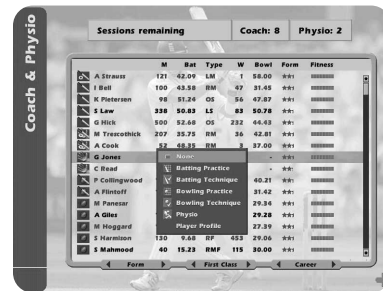 Coach & Physio
Sessions remaining Coach: 8 Physio: 2
M Bat Type W Bowl Form Fitness
A Strauss 121 42.09 LM 1 58.00
I Bell 100 43.58 RM 47 31.45
K Pietersen 98 51.24 OS 56 47.87
S Law 338 50.83 LS 83 50.78
G Hick 500 52.68 OS 232 44.43
M Trescothick 207 35.75 RM 36 42.81
A Cook 52 48.35 RM 3 37.00
G Jones None -
C Read Batting Practice -
P Collingwood Batting Technique 40.21
A Flintoff Bowling Practice 31.42
M Panesar Bowling Technique 29.34
A Giles Physio 29.28
M Hoggard Player Profile 27.39
S Harmison 130 9.68 RF 453 29.06
S Mahmood 40 15.23 RMF 115 30.00
Form First Class Career